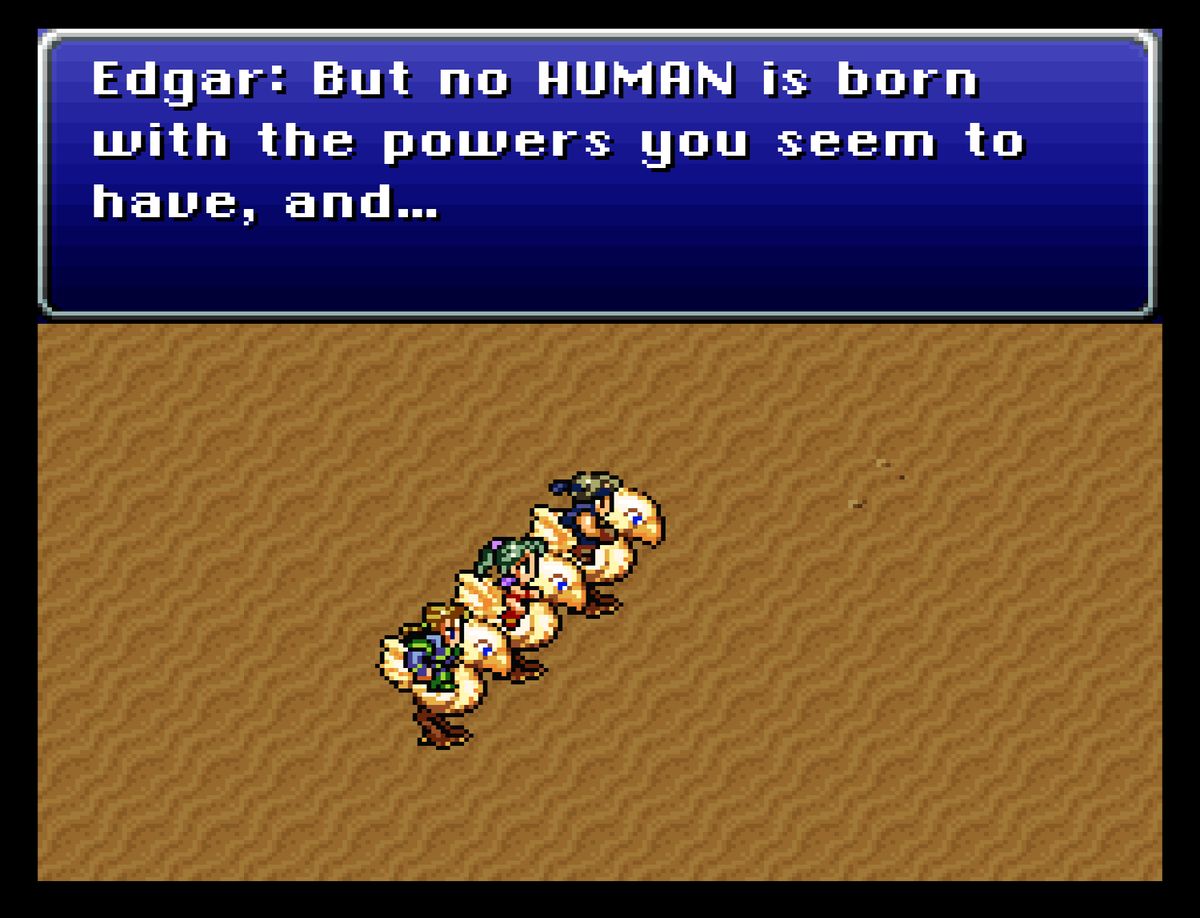 Edgar: But no HUMAN is born
with the powers you seem to
have, and…